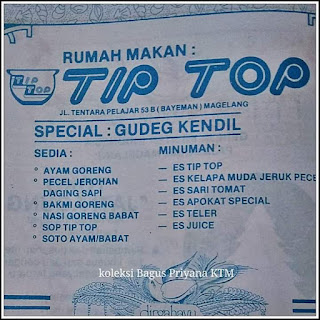 RUMAH MAKAN :
TIP TOP
TIP TOP
JL. TENTARA PELAJAR 53 B ( BAYEMAN ) MAGELANG
SPECIAL : GUDEG KENDIL
SEDIA :
° AYAM GORENG
° PECEL JEROHAN
DAGING SAPI
° BAKMI GORENG
° NASI GORENG BABAT
° SOP TIP TOP
° SOTO AYAM/BABAT
MINUMAN :
— ES TIP TOP
— ES KELAPA MUDA JERUK PECE
— ES SARI TOMAT
— ES APOKAT SPECIAL
— ES TELER
— ES JUICE
koleksi Bagus Priyana KTM
dirgahayu